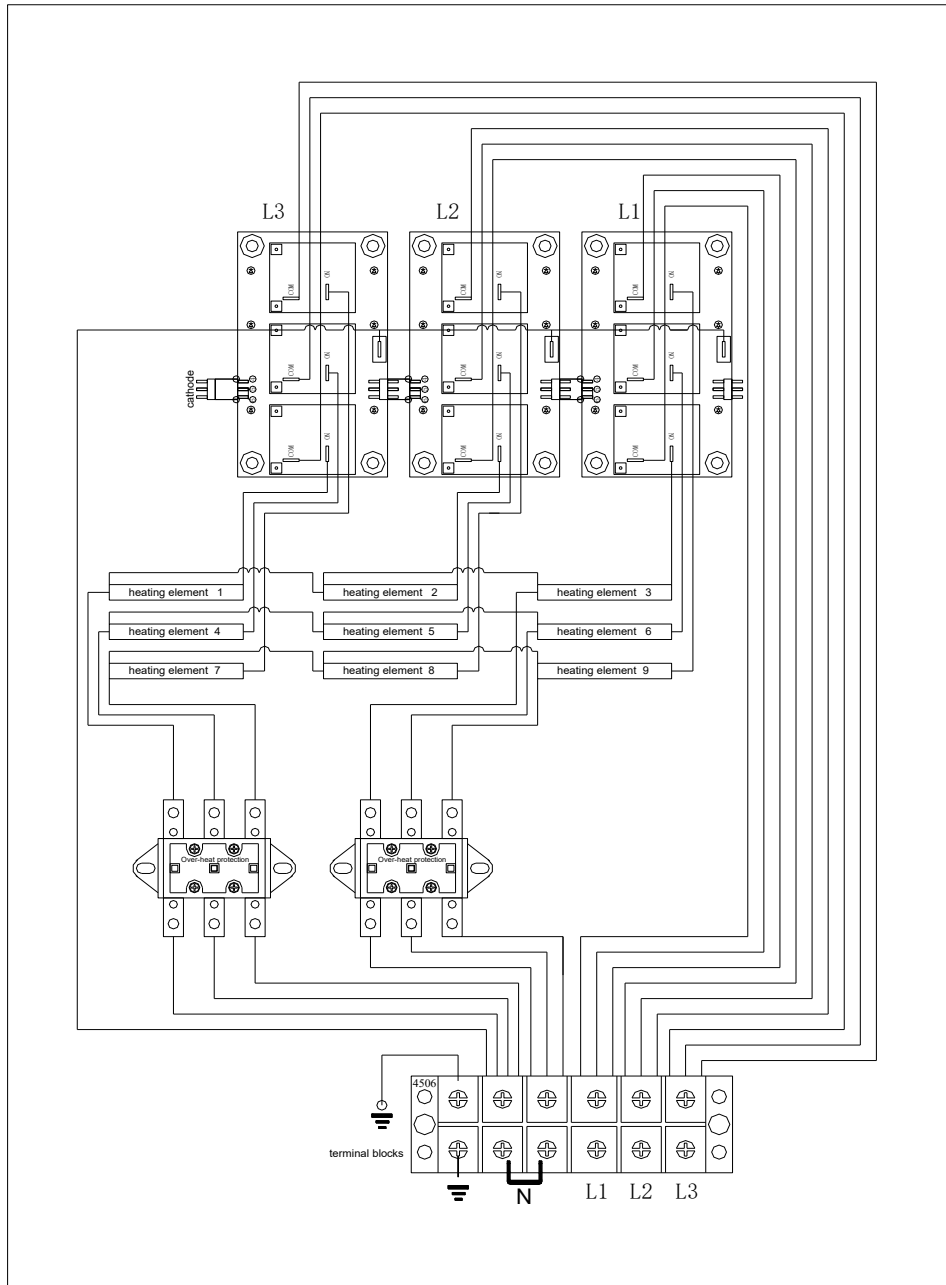 L3 L2 L1
COM ON COM ON COM ON
COM ON COM ON COM ON
cathode
COM ON COM ON COM ON
heating element 1 heating element 2 heating element 3
heating element 4 heating element 5 heating element 6
heating element 7 heating element 8 heating element 9
Over-heat protection Over-heat protection
4506
terminal blocks
N L1 L2 L3